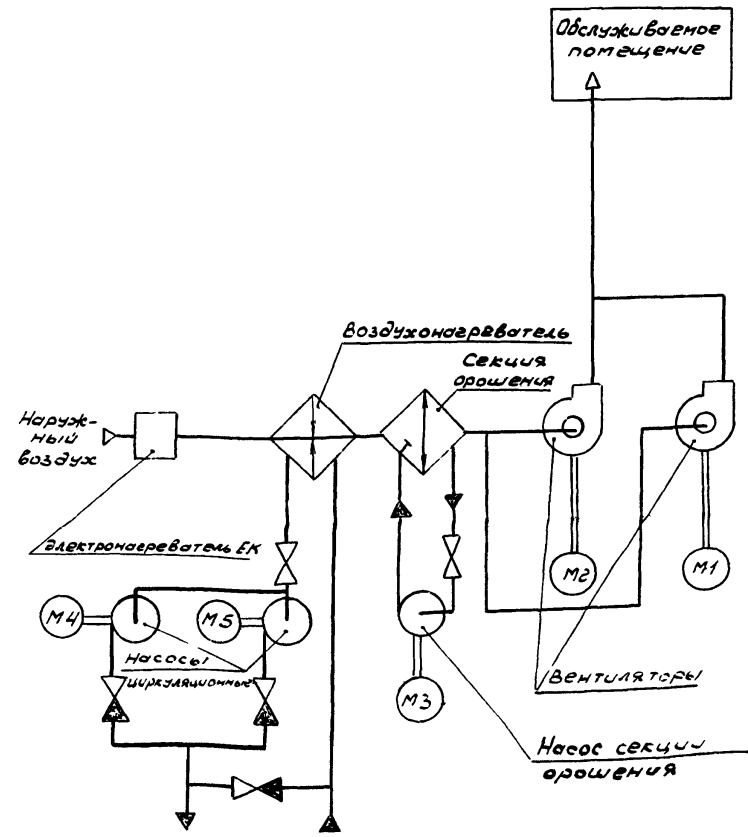 Обслуживаемое
помещение
Воздухонагреватель
Секция
орошения
Наруж-
ный
воздух
Электронагреватель ЕК
М2
М1
М4
М5
Насосы
циркуляционные
М3
Вентиляторы
Насос секции
орошения